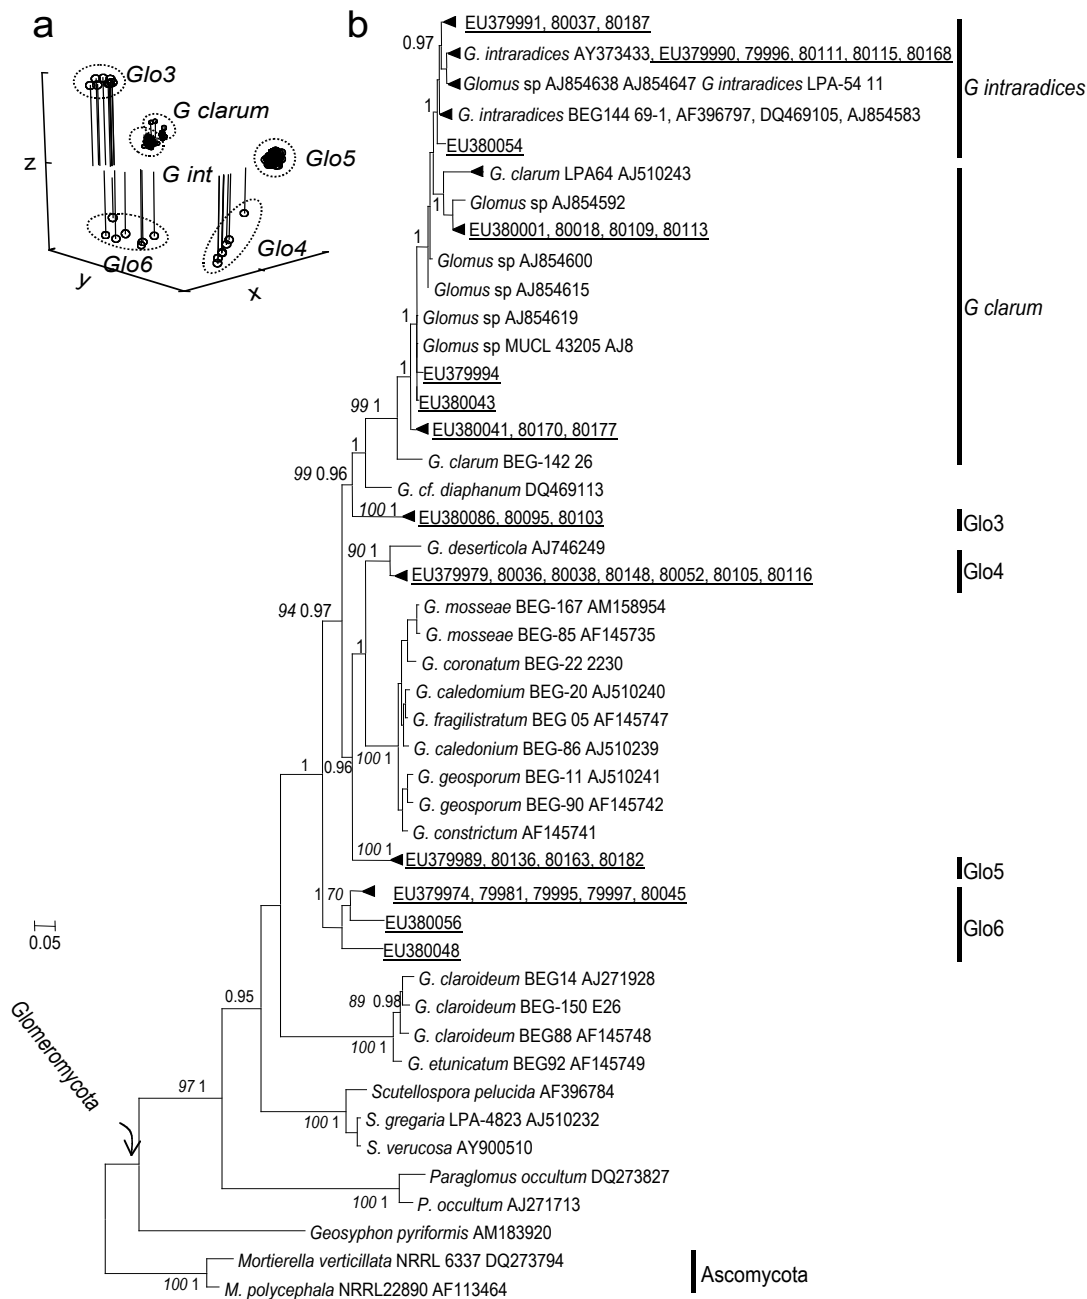 a
b
Glo3
G clarum
z
Glo5
G int
Glo4
Glo6
y
x
EU379991, 80037, 80187
0.97
G. intraradices AY373433, EU379990, 79996, 80111, 80115, 80168
Glomus sp AJ854638 AJ854647 G intraradices LPA-54 11
G intraradices
1
G. intraradices BEG144 69-1, AF396797, DQ469105, AJ854583
EU380054
G. clarum LPA64 AJ510243
1
Glomus sp AJ854592
EU380001, 80018, 80109, 80113
1
Glomus sp AJ854600
Glomus sp AJ854615
G clarum
1
Glomus sp AJ854619
Glomus sp MUCL 43205 AJ8
1
EU379994
EU380043
99 1
EU380041, 80170, 80177
1
G. clarum BEG-142 26
99 0.96
G. cf. diaphanum DQ469113
100 1
EU380086, 80095, 80103
Glo3
90 1
G. deserticola AJ746249
EU379979, 80036, 80038, 80148, 80052, 80105, 80116
Glo4
94 0.97
G. mosseae BEG-167 AM158954
G. mosseae BEG-85 AF145735
1
G. coronatum BEG-22 2230
G. caledomium BEG-20 AJ510240
G. fragilistratum BEG 05 AF145747
G. caledonium BEG-86 AJ510239
100 1
1
0.96
G. geosporum BEG-11 AJ510241
G. geosporum BEG-90 AF145742
G. constrictum AF145741
100 1
EU379989, 80136, 80163, 80182
Glo5
1 70
EU379974, 79981, 79995, 79997, 80045
EU380056
Glo6
EU380048
0.05
G. claroideum BEG14 AJ271928
0.95
89 0.98
G. claroideum BEG-150 E26
G. claroideum BEG88 AF145748
100 1
G. etunicatum BEG92 AF145749
Glomeromycota
97 1
Scutellospora pelucida AF396784
100 1
S. gregaria LPA-4823 AJ510232
S. verucosa AY900510
Paraglomus occultum DQ273827
100 1
P. occultum AJ271713
Geosyphon pyriformis AM183920
Mortierella verticillata NRRL 6337 DQ273794
100 1
M. polycephala NRRL22890 AF113464
Ascomycota